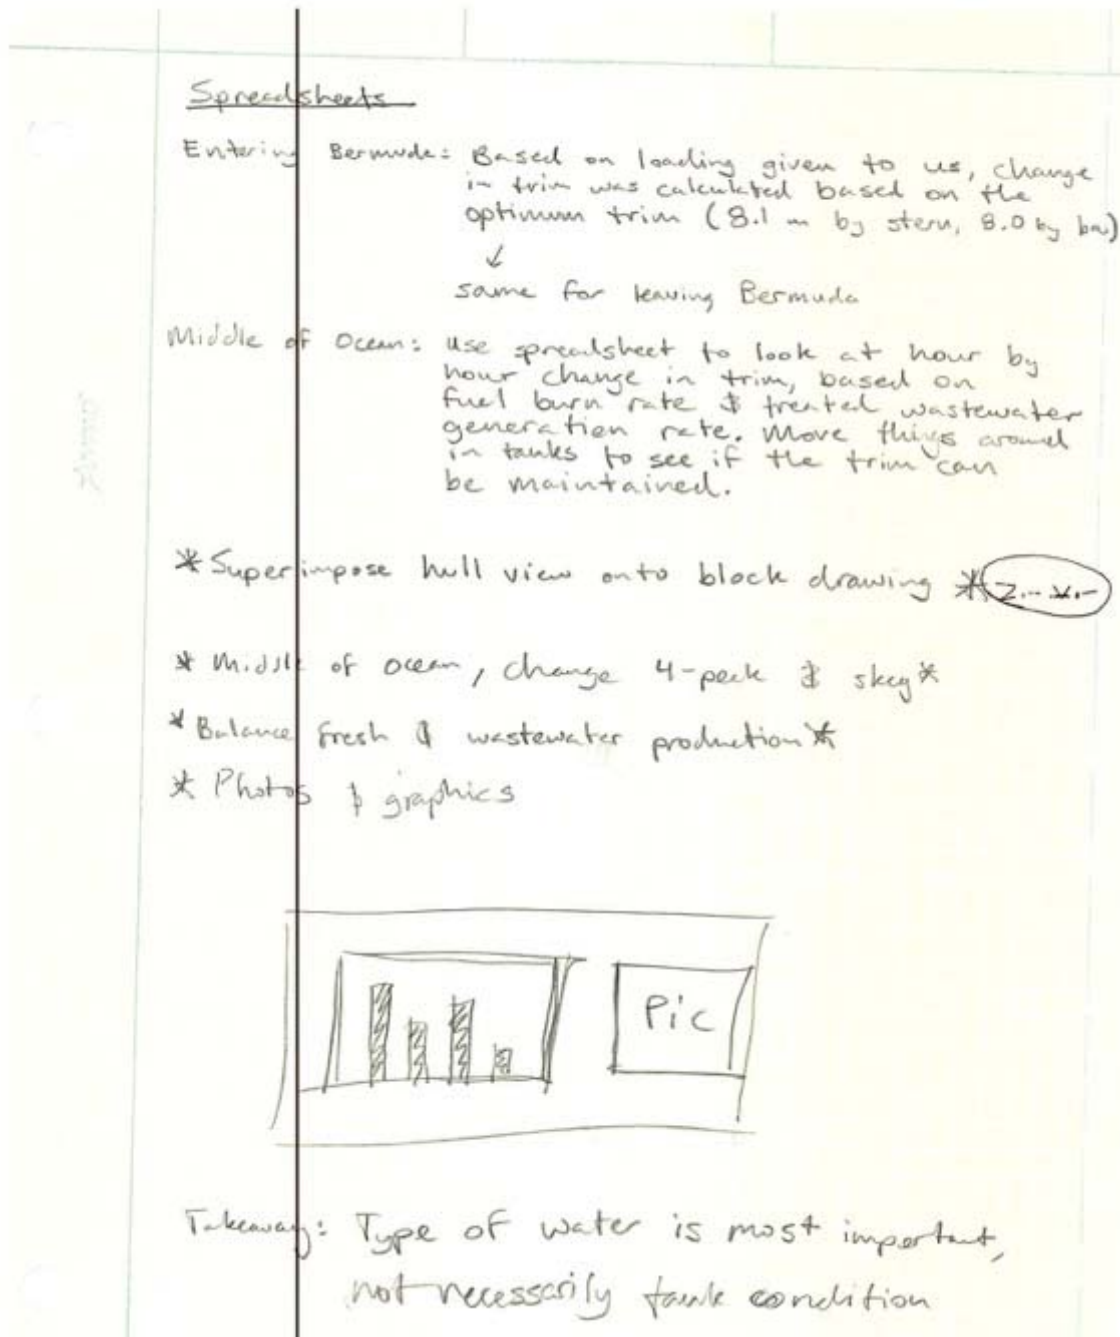 Spreadsheets
Entering Bermuda: Based on loading given to us, change
in trim was calculated based on the
optimum trim (8.1 m by stern, 8.0 by bow)
↓
same for leaving Bermuda
Middle of Ocean: Use spreadsheet to look at hour by
hour change in trim, based on
fuel burn rate & treated wastewater
generation rate. Move things around
in tanks to see if the trim can
be maintained.
* Superimpose hull view onto block drawing *
* Middle of ocean, change 4-peak & skeg *
* Balance fresh & wastewater production *
* Photos & graphics
Pic
Takeaway: Type of water is most important,
not necessarily tank condition